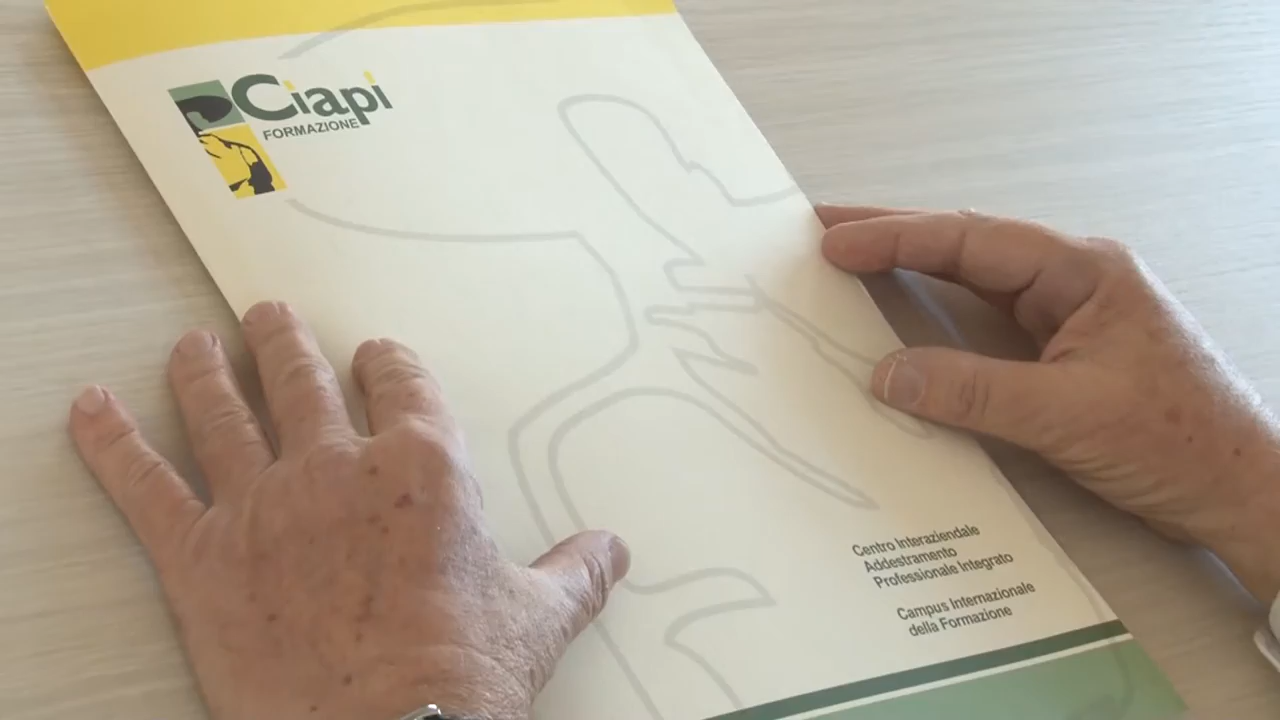 Ciapi
FORMAZIONE
Centro Interaziendale
Addestramento
Professionale Integrato
Campus Internazionale
della Formazione